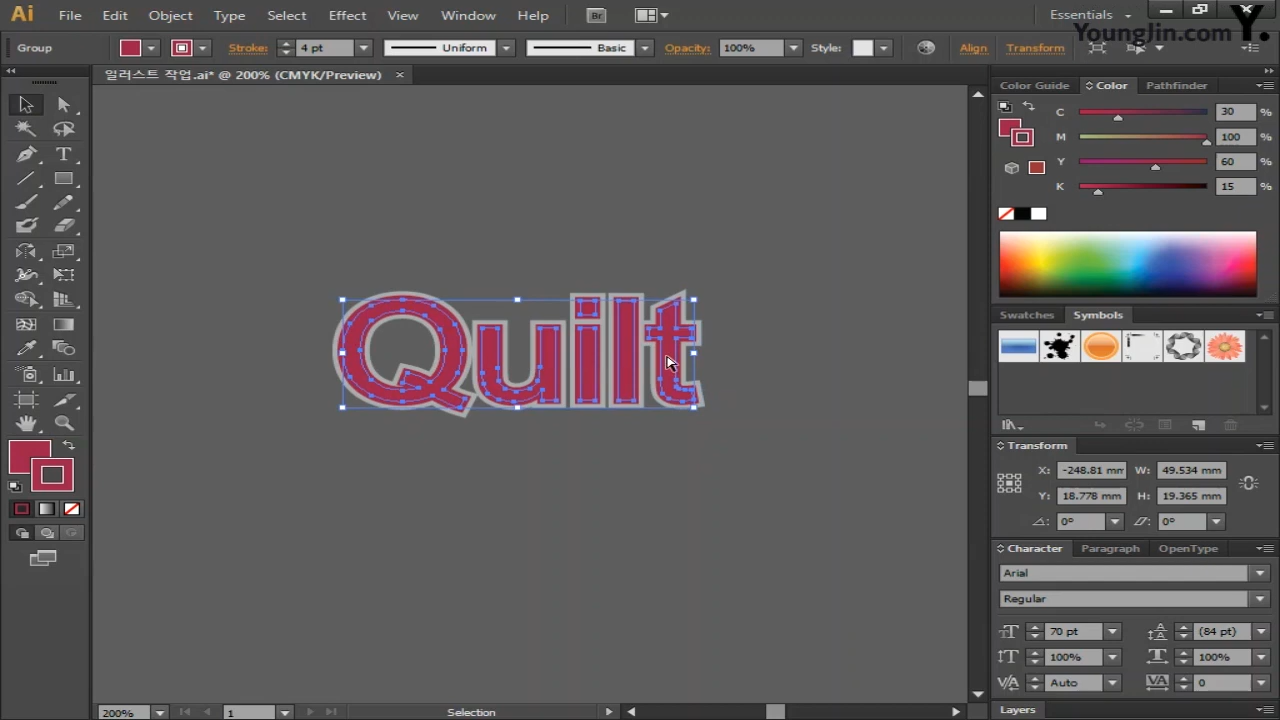 Ai File Edit Object Type Select Effect View Window Help Br Essentials
YoungJin.com Y.
Group Stroke: 4 pt Uniform Basic Opacity: 100% Style: Align Transform
일러스트 작업.ai* @ 200% (CMYK/Preview) ×
Color Guide Color Pathfinder
C 30 %
M 100 %
Y 60 %
K 15 %
Quilt
Swatches Symbols
Transform
X: -248.81 mm W: 49.534 mm
Y: 18.778 mm H: 19.365 mm
0° 0°
Character Paragraph OpenType
Arial
Regular
70 pt (84 pt)
100% 100%
Auto 0
Layers
200% 1 Selection